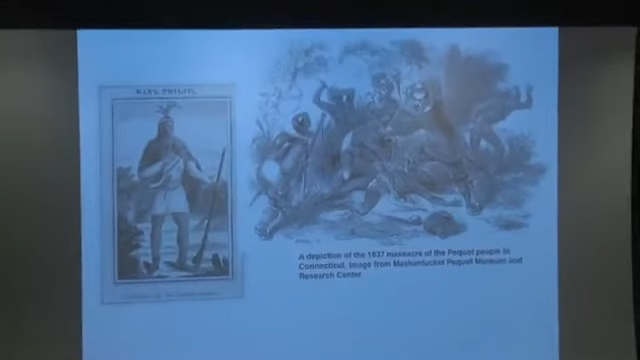 KING PHILIP.
A depiction of the 1637 massacre of the Pequot people in
Connecticut. Image from Mashantucket Pequot Museum and
Research Center